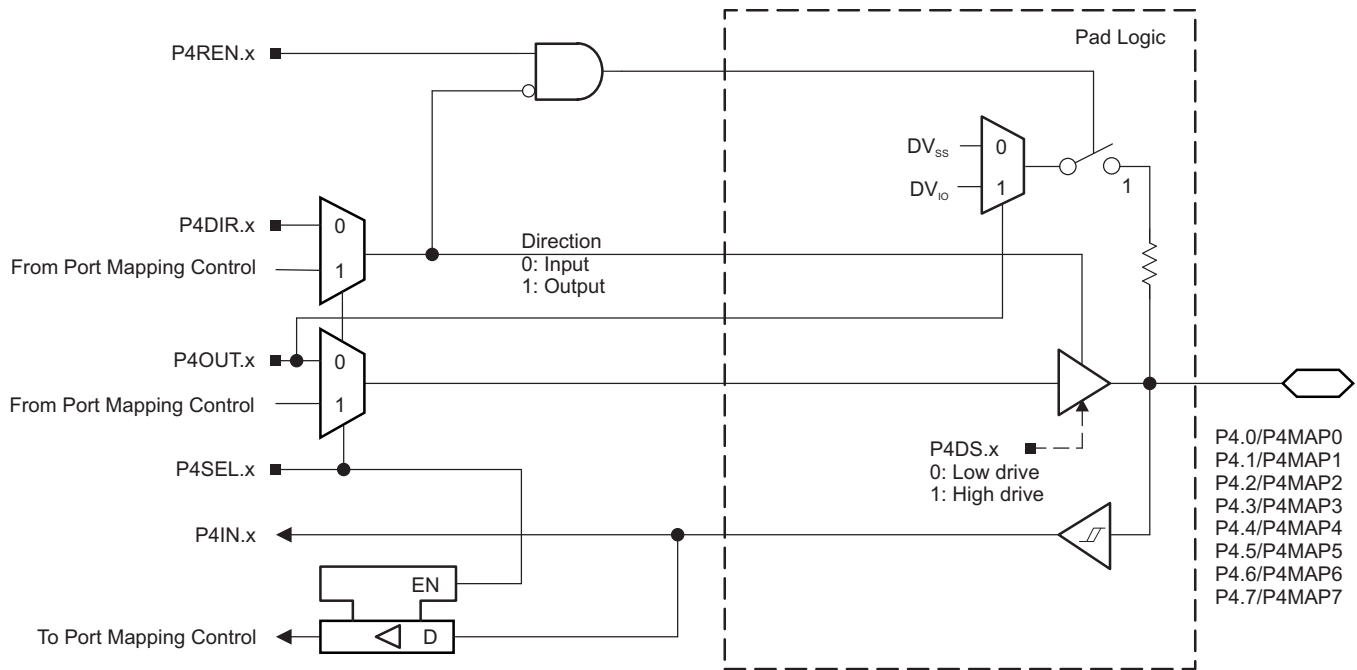 Pad Logic
P4REN.x
DVSS
0
DVIO
1
1
P4DIR.x
0
From Port Mapping Control
1
Direction
0: Input
1: Output
P4OUT.x
0
From Port Mapping Control
1
P4SEL.x
P4DS.x
0: Low drive
1: High drive
P4.0/P4MAP0
P4.1/P4MAP1
P4.2/P4MAP2
P4.3/P4MAP3
P4.4/P4MAP4
P4.5/P4MAP5
P4.6/P4MAP6
P4.7/P4MAP7
P4IN.x
EN
To Port Mapping Control
D